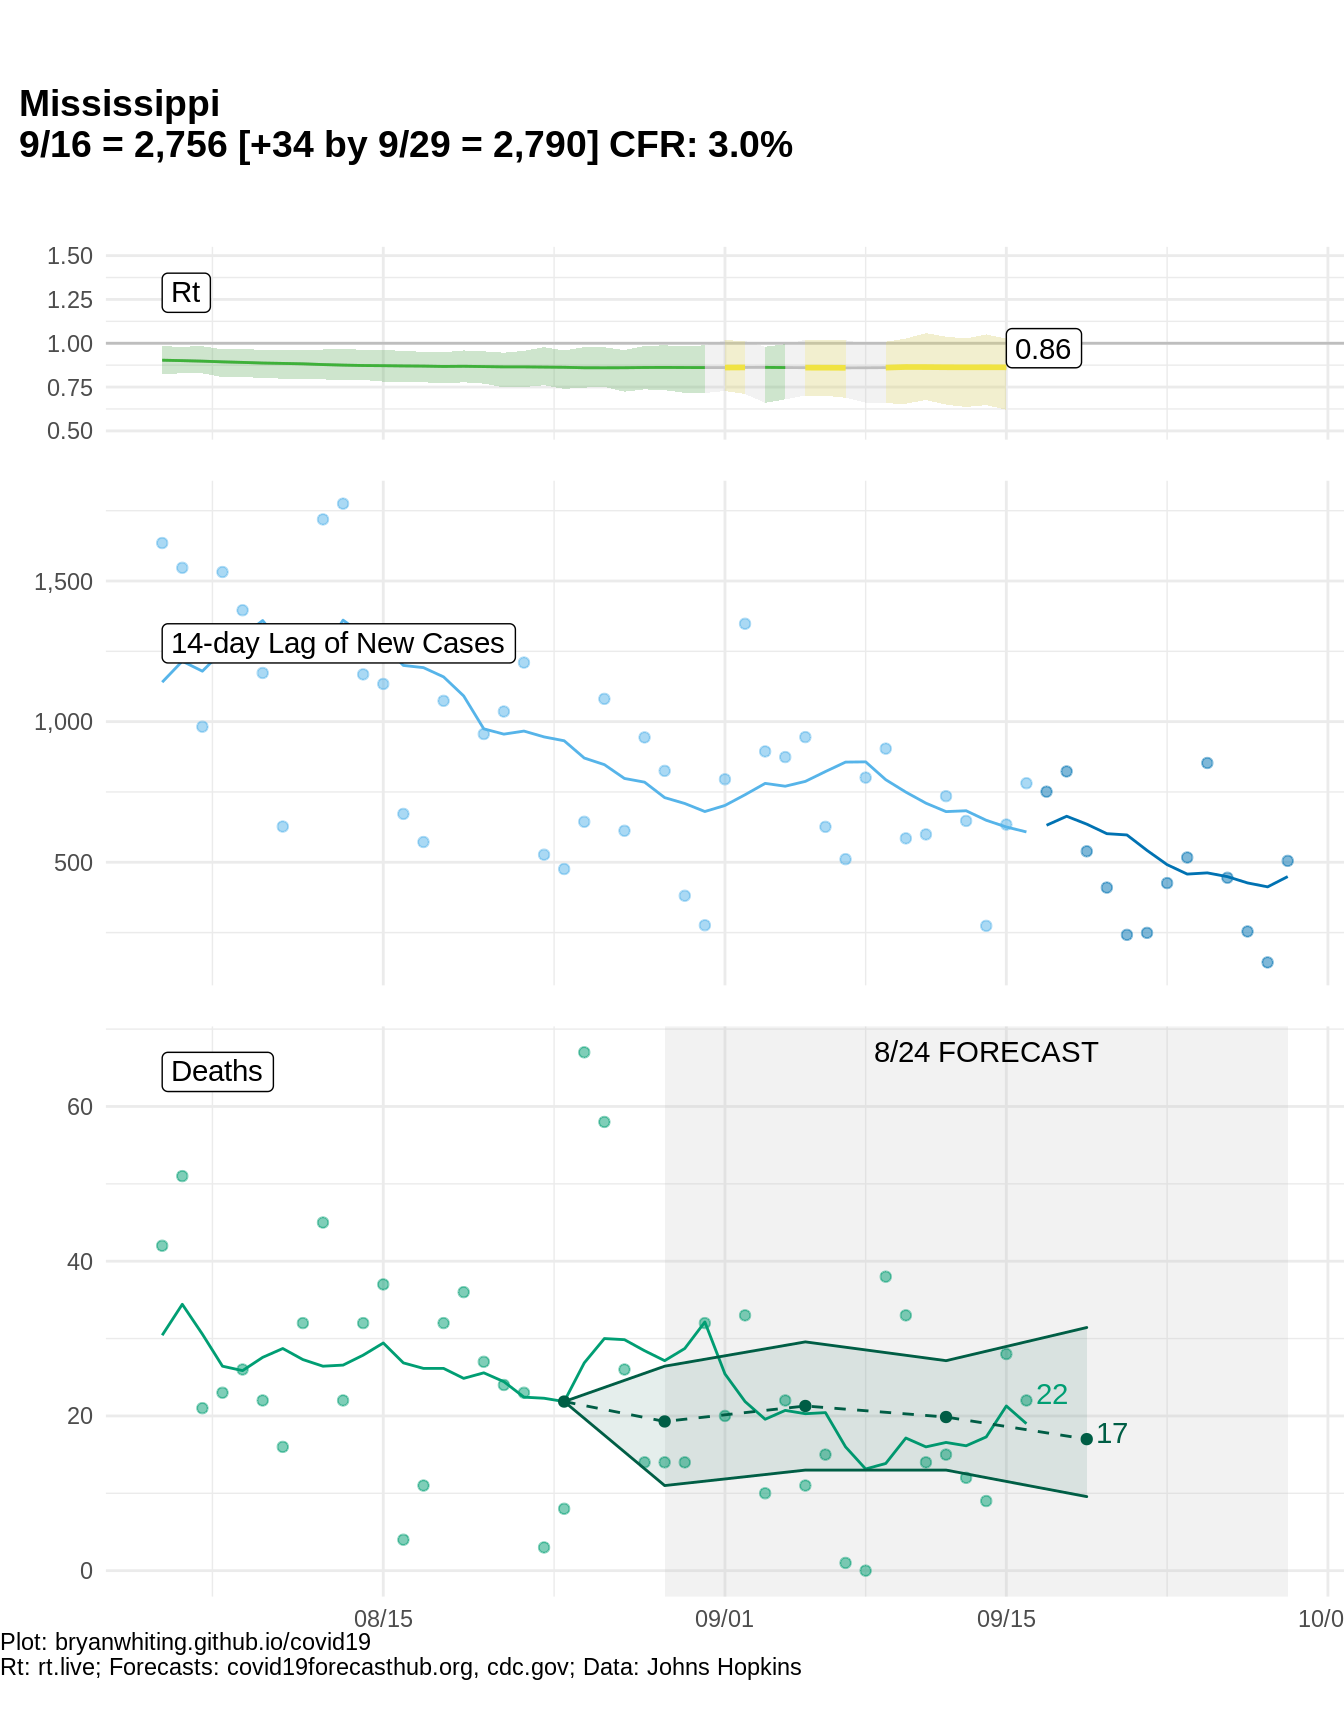 Mississippi
9/16 = 2,756 [+34 by 9/29 = 2,790] CFR: 3.0%
1.50
1.25
1.00
0.75
0.50
Rt
0.86
1,500
1,000
500
14-day Lag of New Cases
60
40
20
0
Deaths
8/24 FORECAST
22
17
08/15
09/01
09/15
10/0
Plot: bryanwhiting.github.io/covid19
Rt: rt.live; Forecasts: covid19forecasthub.org, cdc.gov; Data: Johns Hopkins